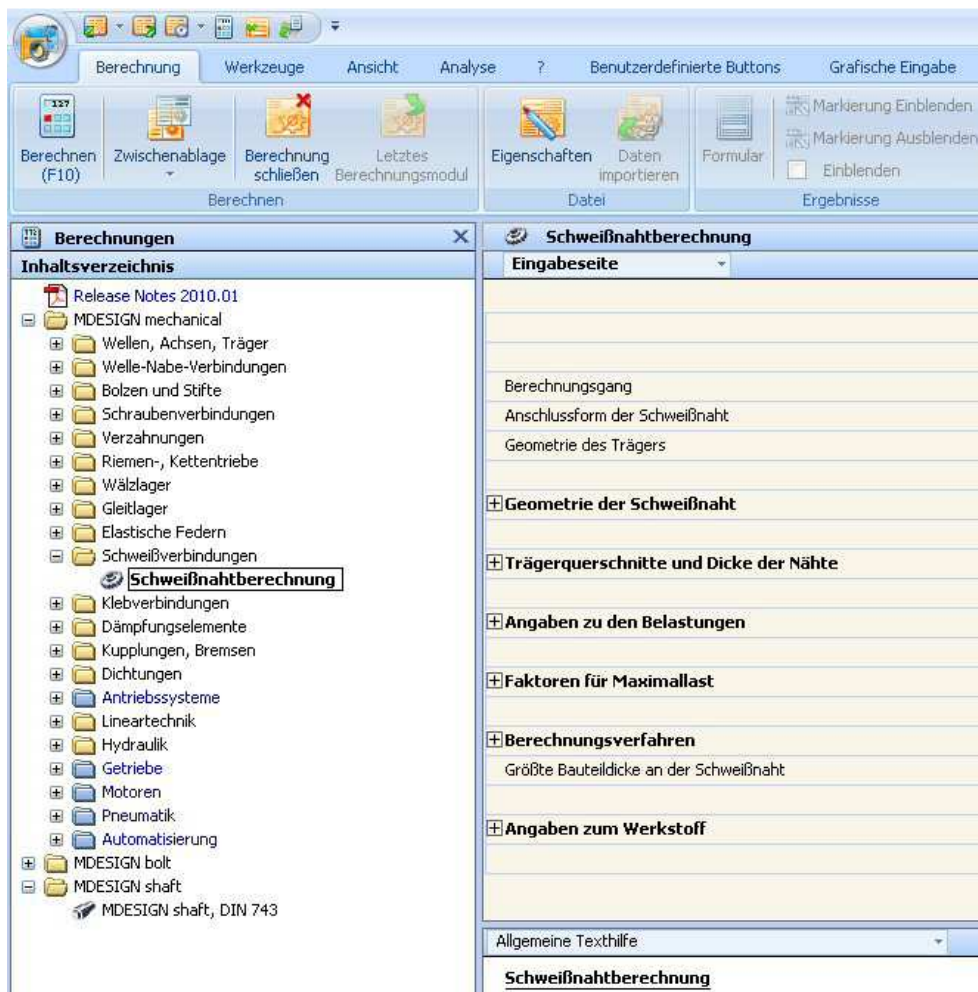 Berechnung Werkzeuge Ansicht Analyse ? Benutzerdefinierte Buttons Grafische Eingabe
Berechnen (F10)
Zwischenablage
Berechnung schließen
Letztes Berechnungsmodul
Berechnen
Eigenschaften
Daten importieren
Datei
Formular
Markierung Einblenden
Markierung Ausblenden
Einblenden
Ergebnisse
Berechnungen
Inhaltsverzeichnis
Release Notes 2010.01
MDESIGN mechanical
Wellen, Achsen, Träger
Welle-Nabe-Verbindungen
Bolzen und Stifte
Schraubenverbindungen
Verzahnungen
Riemen-, Kettentriebe
Wälzlager
Gleitlager
Elastische Federn
Schweißverbindungen
Schweißnahtberechnung
Klebverbindungen
Dämpfungselemente
Kupplungen, Bremsen
Dichtungen
Antriebssysteme
Lineartechnik
Hydraulik
Getriebe
Motoren
Pneumatik
Automatisierung
MDESIGN bolt
MDESIGN shaft
MDESIGN shaft, DIN 743
Schweißnahtberechnung
Eingabeseite
Berechnungsgang
Anschlussform der Schweißnaht
Geometrie des Trägers
Geometrie der Schweißnaht
Trägerquerschnitte und Dicke der Nähte
Angaben zu den Belastungen
Faktoren für Maximallast
Berechnungsverfahren
Größte Bauteildicke an der Schweißnaht
Angaben zum Werkstoff
Allgemeine Texthilfe
Schweißnahtberechnung